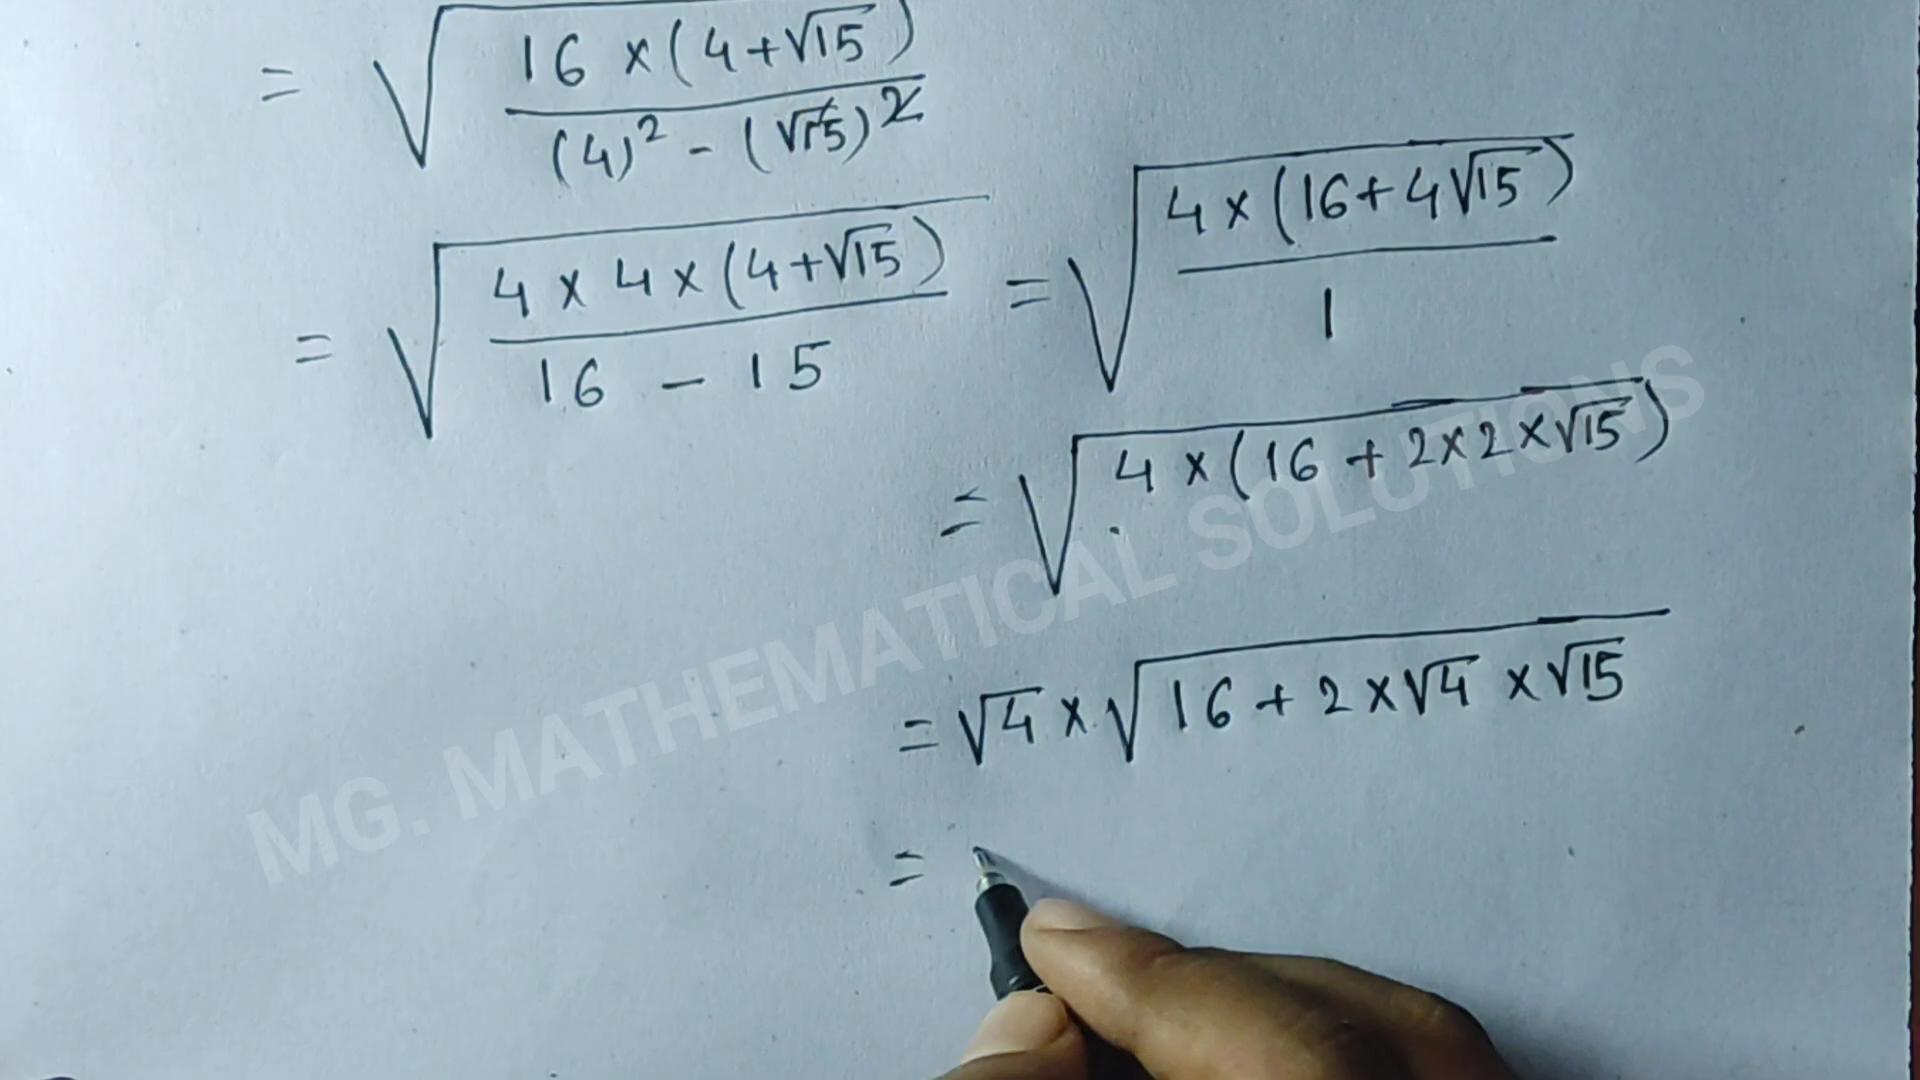 = √(16 × (4+√15) / (4)² - (√15)²)
= √(4 × 4 × (4+√15) / 16 - 15) = √(4 × (16+4√15) / 1)
= √(4 × (16 + 2×2×√15))
= √4 × √(16 + 2 ×√4 × √15)
=
MG. MATHEMATICAL SOLUTIONS